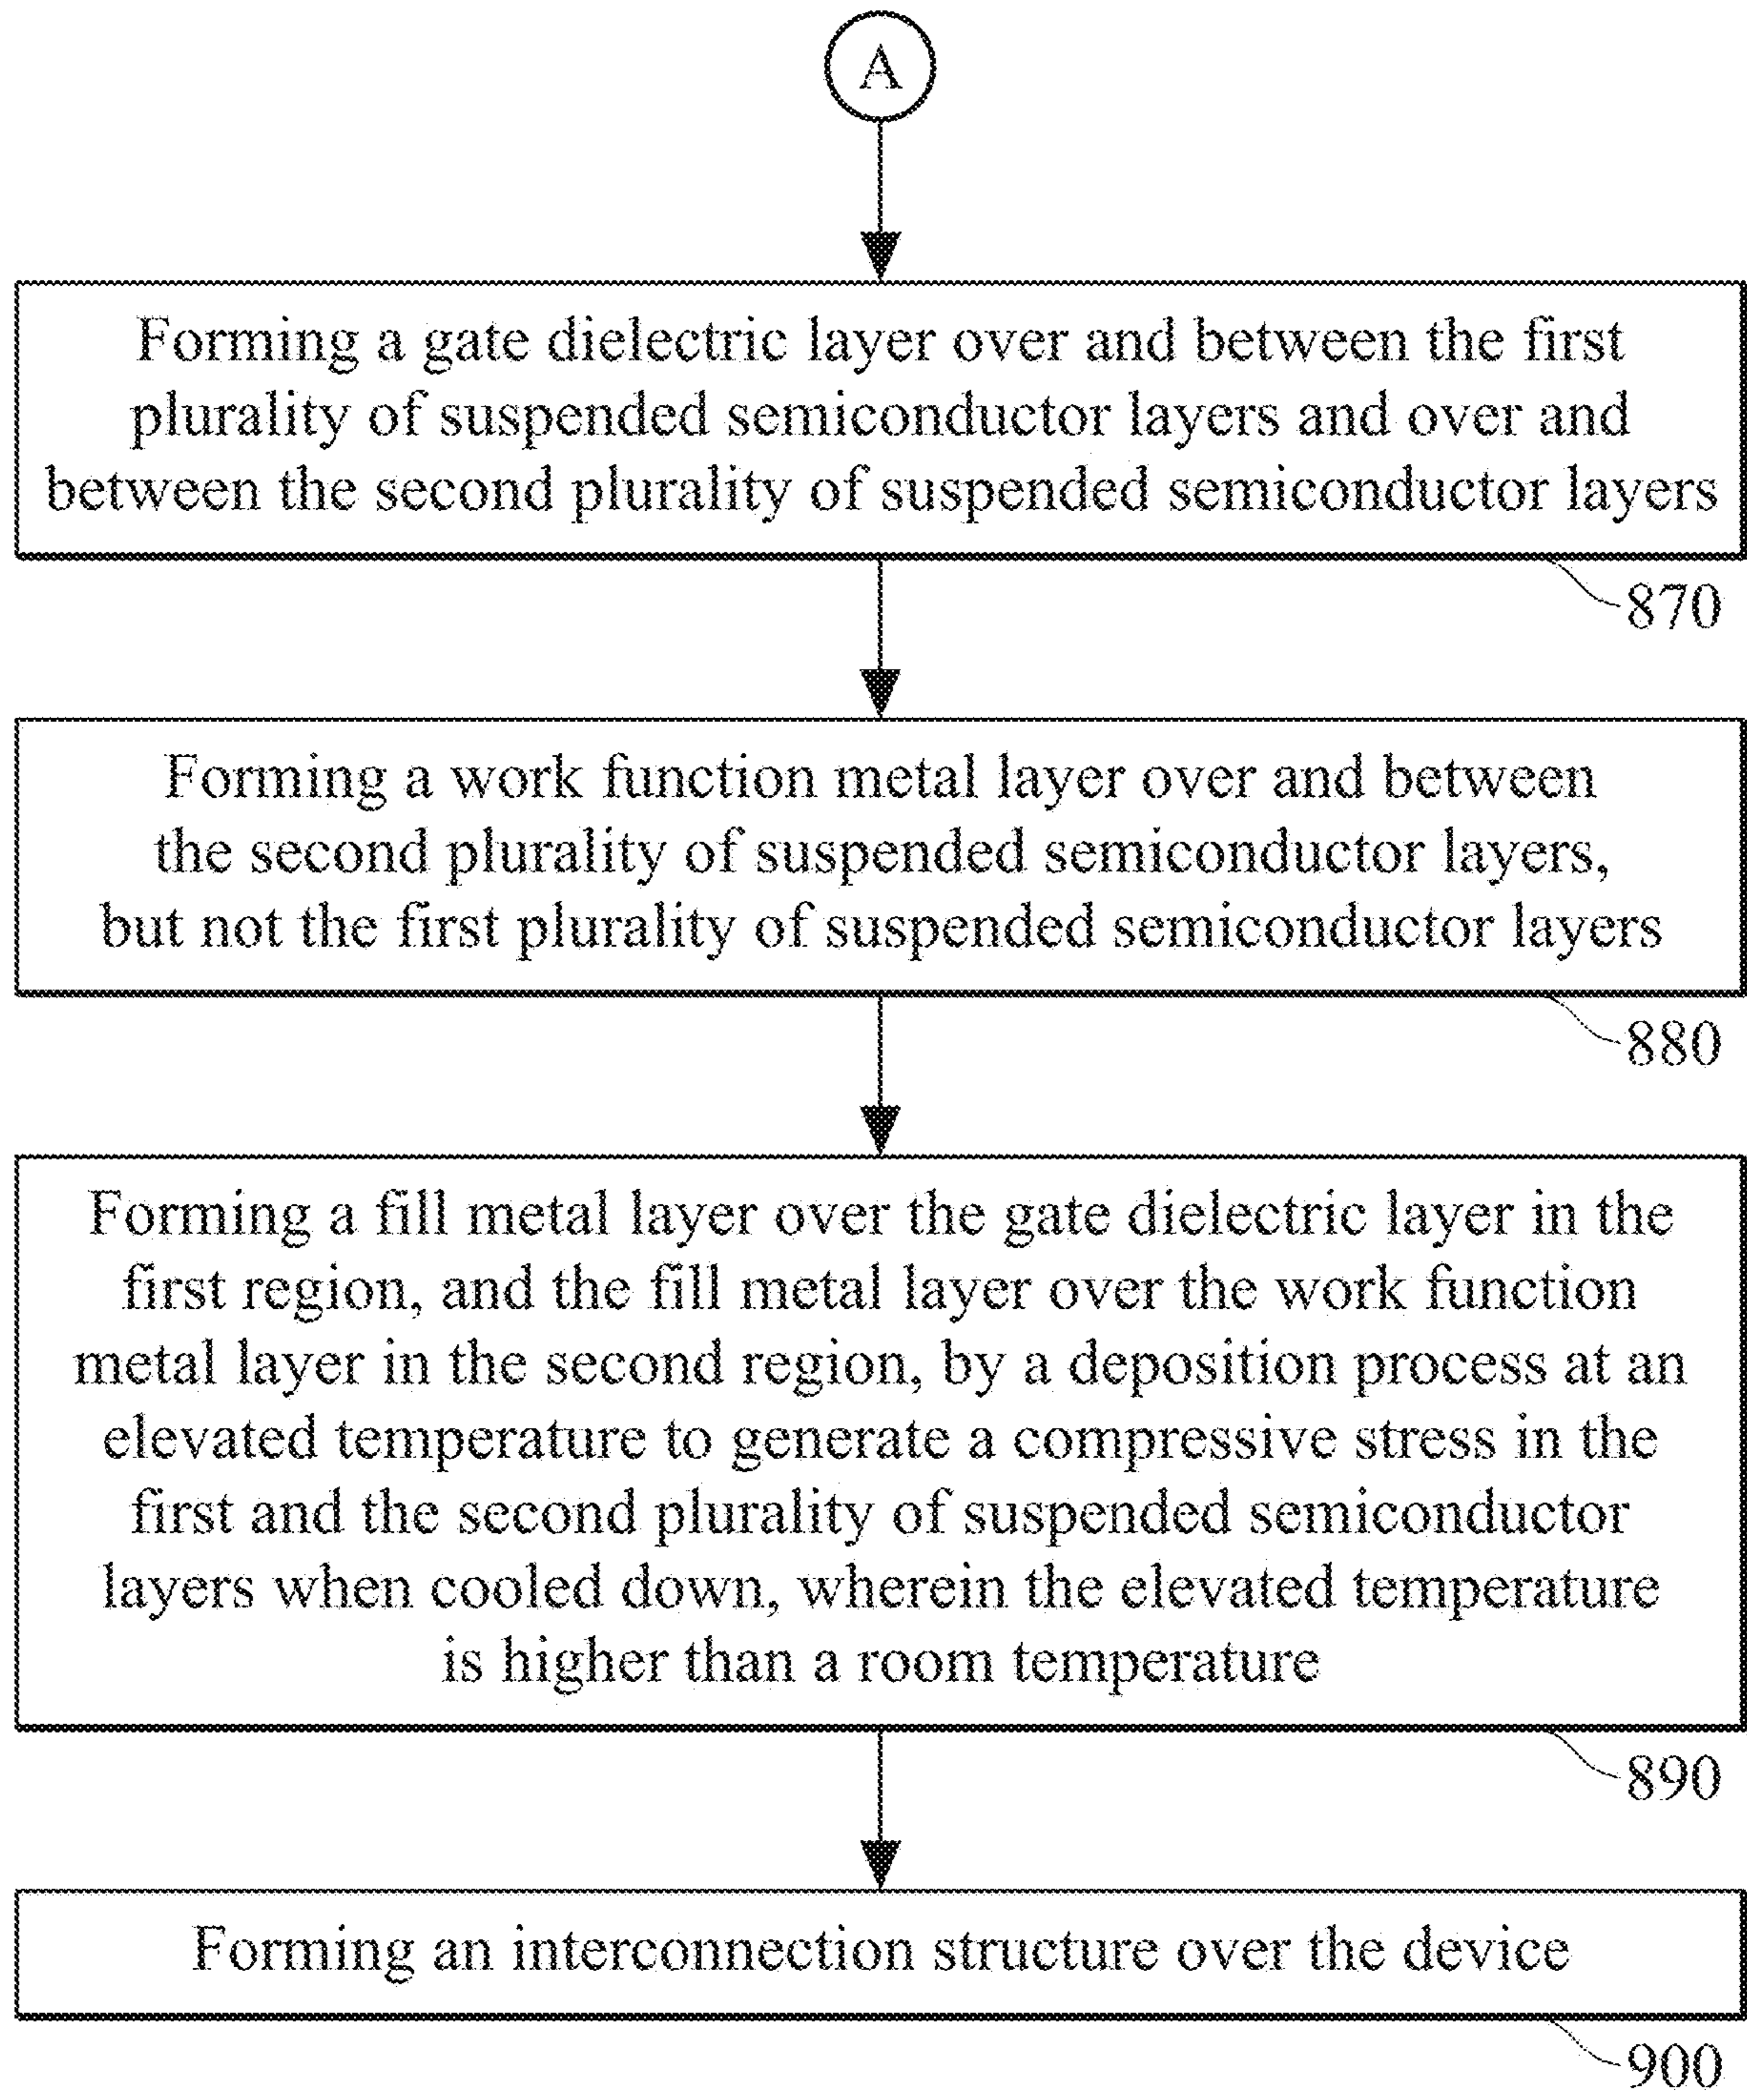 A
Forming a gate dielectric layer over and between the first
plurality of suspended semiconductor layers and over and
between the second plurality of suspended semiconductor layers
870
Forming a work function metal layer over and between
the second plurality of suspended semiconductor layers,
but not the first plurality of suspended semiconductor layers
880
Forming a fill metal layer over the gate dielectric layer in the
first region, and the fill metal layer over the work function
metal layer in the second region, by a deposition process at an
elevated temperature to generate a compressive stress in the
first and the second plurality of suspended semiconductor
layers when cooled down, wherein the elevated temperature
is higher than a room temperature
890
Forming an interconnection structure over the device
900